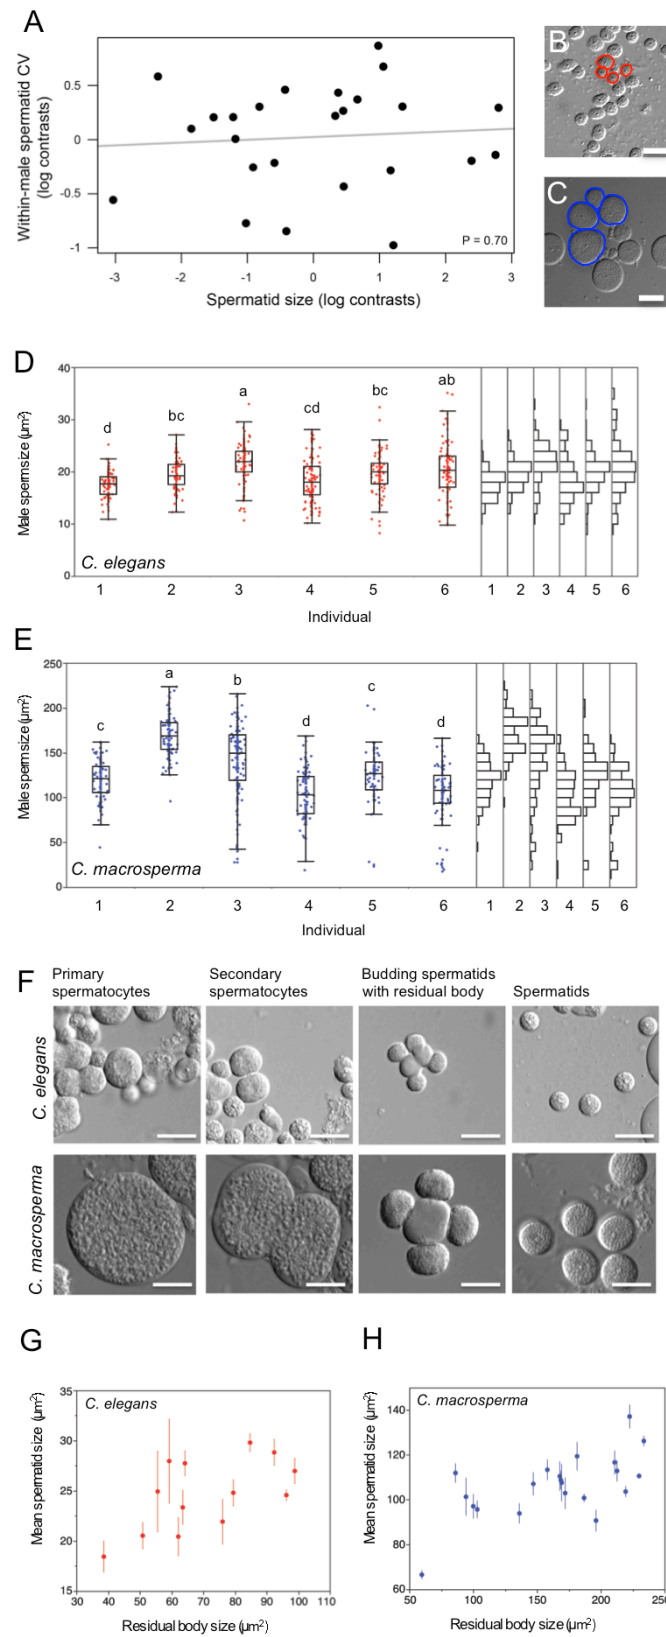 A
Within-male spermatid CV
(log contrasts)
0.5
0
-0.5
-1
P = 0.70
-3
-2
-1
0
1
2
3
Spermatid size (log contrasts)
B
C
D
Male sperm size (µm²)
40
30
20
10
0
d
bc
a
cd
bc
ab
C. elegans
1
2
3
4
5
6
1
2
3
4
5
6
Individual
E
Male sperm size (µm²)
250
200
150
100
50
0
c
a
b
d
c
d
C. macrosperma
1
2
3
4
5
6
1
2
3
4
5
6
Individual
F
Primary
spermatocytes
Secondary
spermatocytes
Budding spermatids
with residual body
Spermatids
C. elegans
C. macrosperma
G
Mean spermatid size (µm²)
35
30
25
20
15
C. elegans
30
40
50
60
70
80
90
100
110
Residual body size (µm²)
H
Mean spermatid size (µm²)
140
120
100
80
60
C. macrosperma
50
100
150
200
250
Residual body size (µm²)